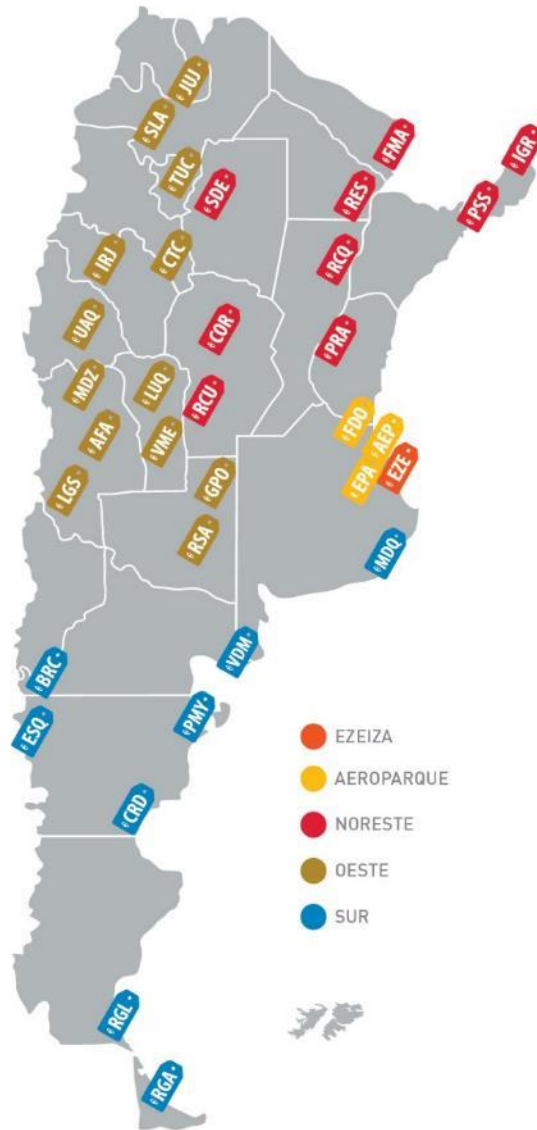 JUJ
SLA
FMA
IGR
TUC
SDE
RES
PSS
IRJ
CTC
RCQ
UAQ
COR
PRA
MDZ
LUQ
RCU
FDO
AFA
VME
AEP
LGS
GPO
EPA
EZE
RSA
MDQ
BRC
VDM
ESQ
PMY
CRD
EZEIZA
AEROPARQUE
NORESTE
OESTE
SUR
RGL
RGA